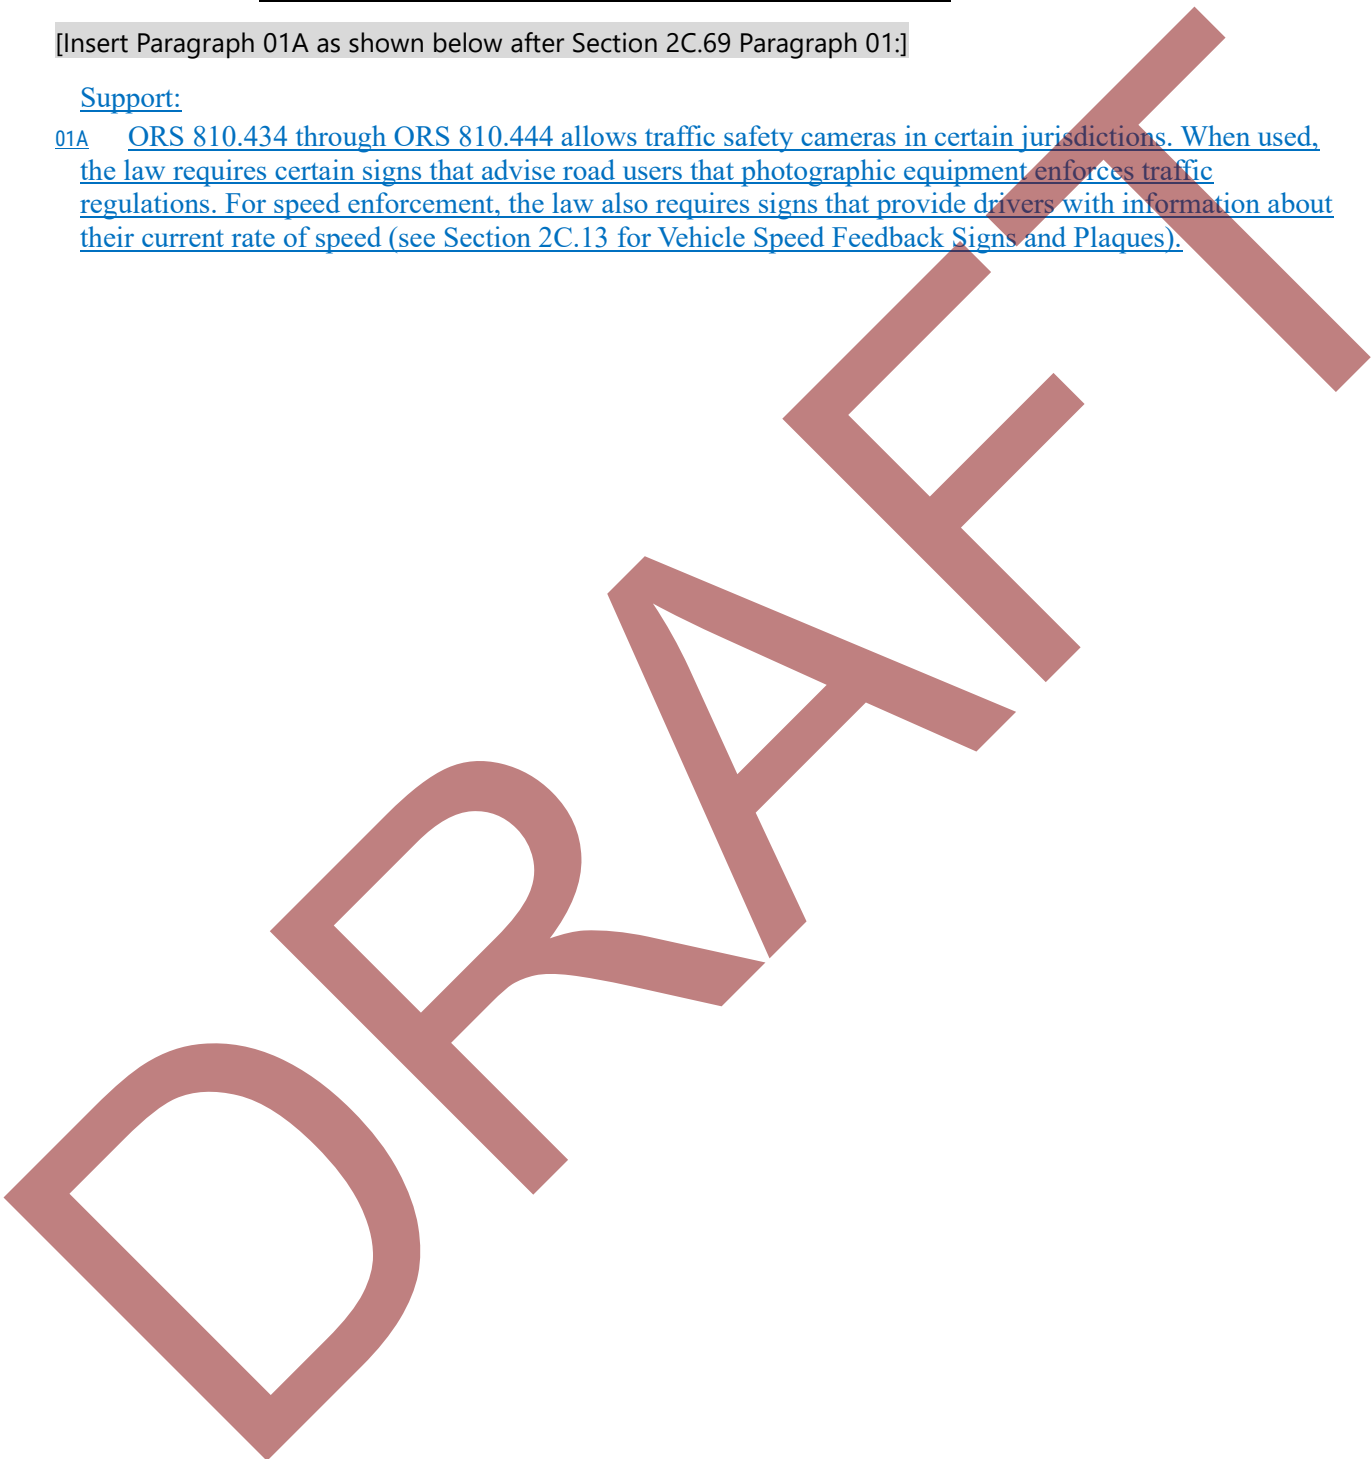 [Insert Paragraph 01A as shown below after Section 2C.69 Paragraph 01:]
Support:
01A ORS 810.434 through ORS 810.444 allows traffic safety cameras in certain jurisdictions. When used,
the law requires certain signs that advise road users that photographic equipment enforces traffic
regulations. For speed enforcement, the law also requires signs that provide drivers with information about
their current rate of speed (see Section 2C.13 for Vehicle Speed Feedback Signs and Plaques).
DRAFT